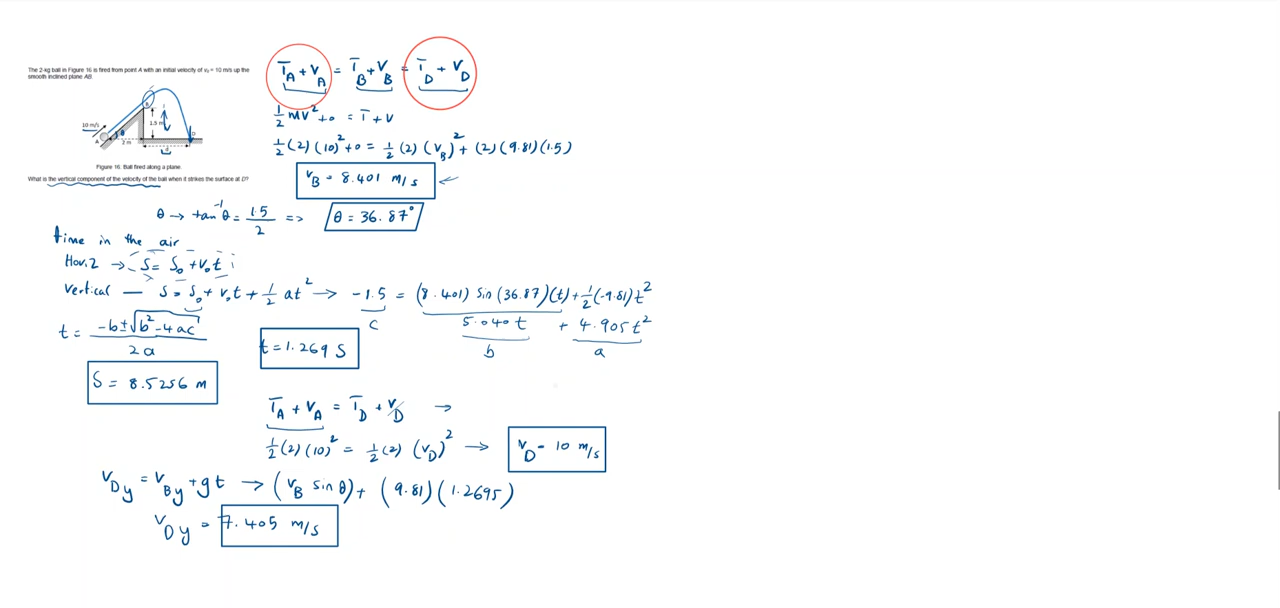 The 2-kg ball in Figure 16 is fired from point A with an initial velocity of v₀ = 10 m/s up the
smooth inclined plane AB.
10 m/s
A
B
C
D
θ
1.5 m
2 m
d
Figure 16. Ball fired along a plane.
What is the vertical component of the velocity of the ball when it strikes the surface at D?
T_A + V_A = T_B + V_B = T_D + V_D
½ mv² + 0 = T + V
½ (2) (10)² + 0 = ½ (2) (V_B)² + (2) (9.81) (1.5)
V_B = 8.401 m/s
θ → tan⁻¹ θ = 1.5/2 => θ = 36.87°
time in the air
Horiz → S = S₀ + V₀t
Vertical — S = S₀ + V₀t + ½ at² → -1.5 = (8.401) sin (36.87) (t) + ½ (-9.81) t²
5.040 t + 4.905 t²
c b a
t = (-b ± √(b² - 4ac)) / 2a
t = 1.269 S
S = 8.5256 m
T_A + V_A = T_D + V_D →
½ (2) (10)² = ½ (2) (V_D)² → V_D = 10 m/s
V_Dy = V_By + gt → (V_B sin θ) + (9.81) (1.2695)
V_Dy = 7.405 m/s